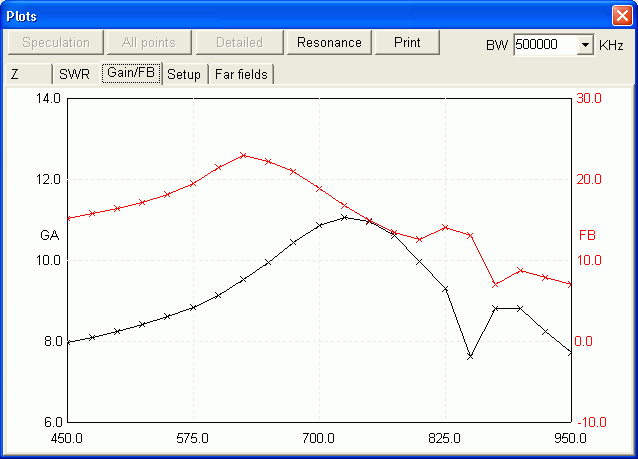 Plots
Speculation All points Detailed Resonance Print BW 500000 KHz
Z SWR Gain/FB Setup Far fields
14.0 30.0
12.0 20.0
GA FB
10.0 10.0
8.0 0.0
6.0 -10.0
450.0 575.0 700.0 825.0 950.0